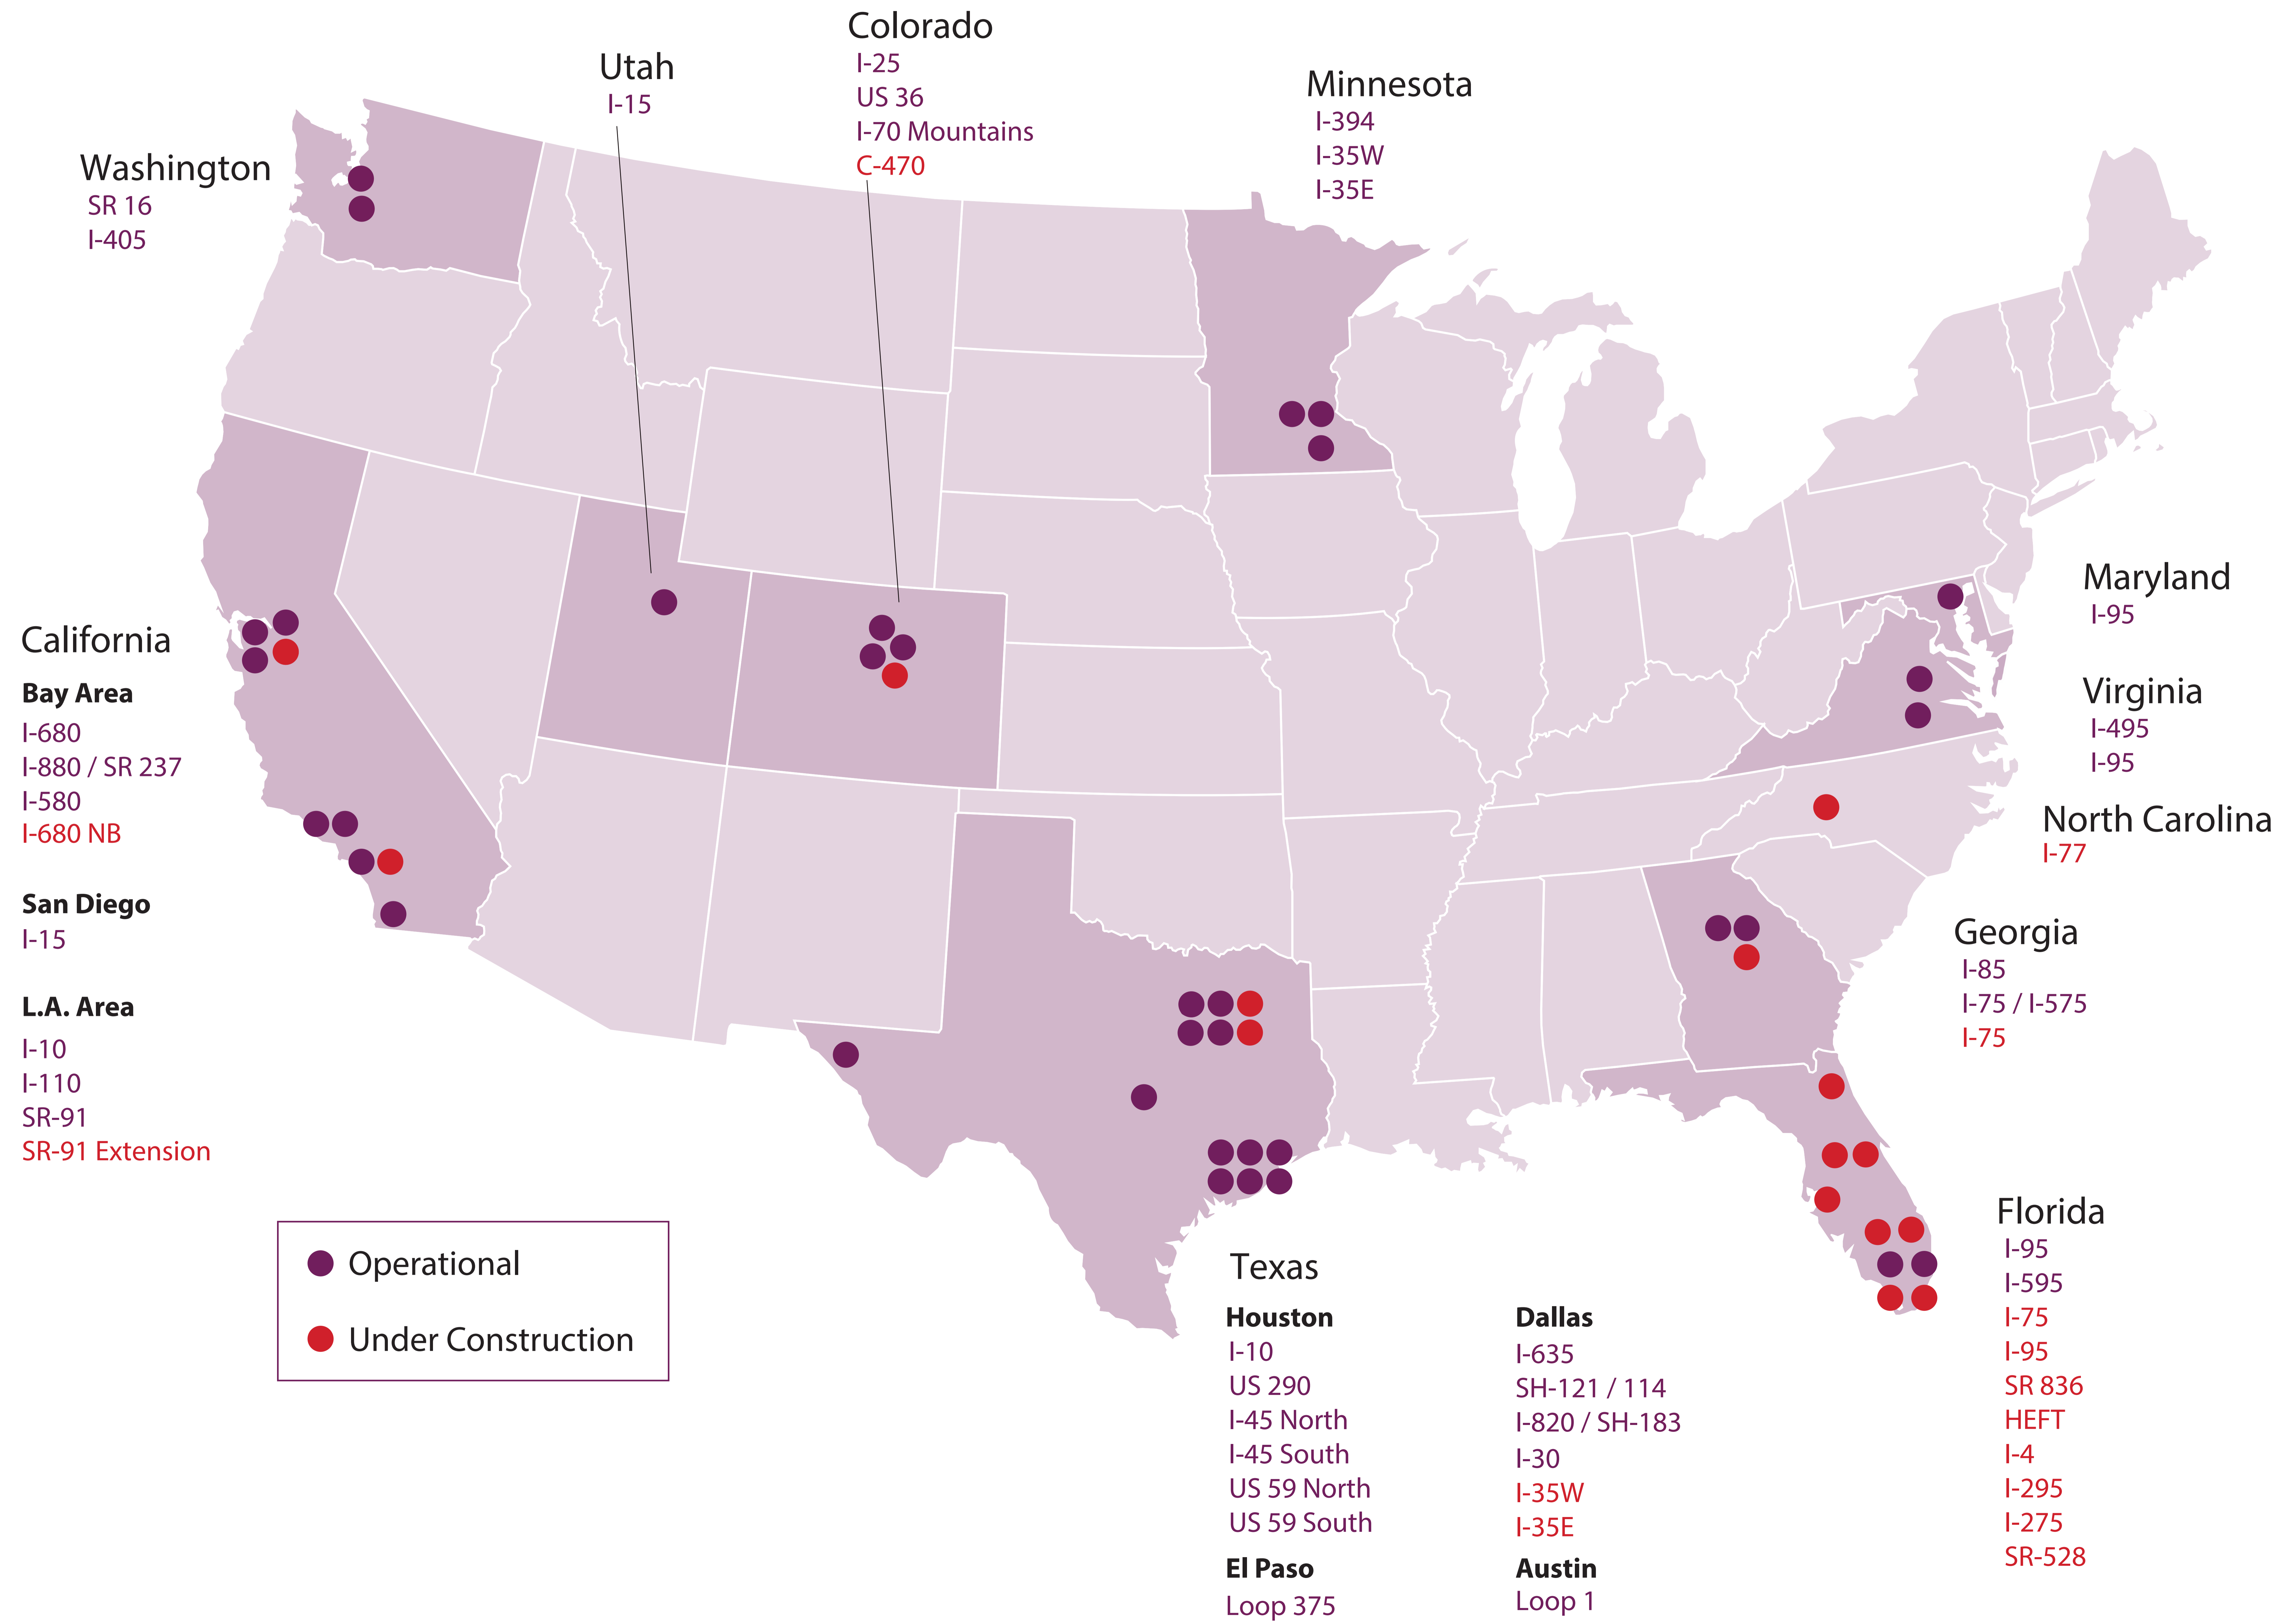 Colorado
I-25
US 36
I-70 Mountains
C-470
Utah
I-15
Minnesota
I-394
I-35W
I-35E
Washington
SR 16
I-405
California
Bay Area
I-680
I-880 / SR 237
I-580
I-680 NB
San Diego
I-15
L.A. Area
I-10
I-110
SR-91
SR-91 Extension
Maryland
I-95
Virginia
I-495
I-95
North Carolina
I-77
Georgia
I-85
I-75 / I-575
I-75
Florida
I-95
I-595
I-75
I-95
SR 836
HEFT
I-4
I-295
I-275
SR-528
Texas
Houston
I-10
US 290
I-45 North
I-45 South
US 59 North
US 59 South
El Paso
Loop 375
Dallas
I-635
SH-121 / 114
I-820 / SH-183
I-30
I-35W
I-35E
Austin
Loop 1
Operational
Under Construction